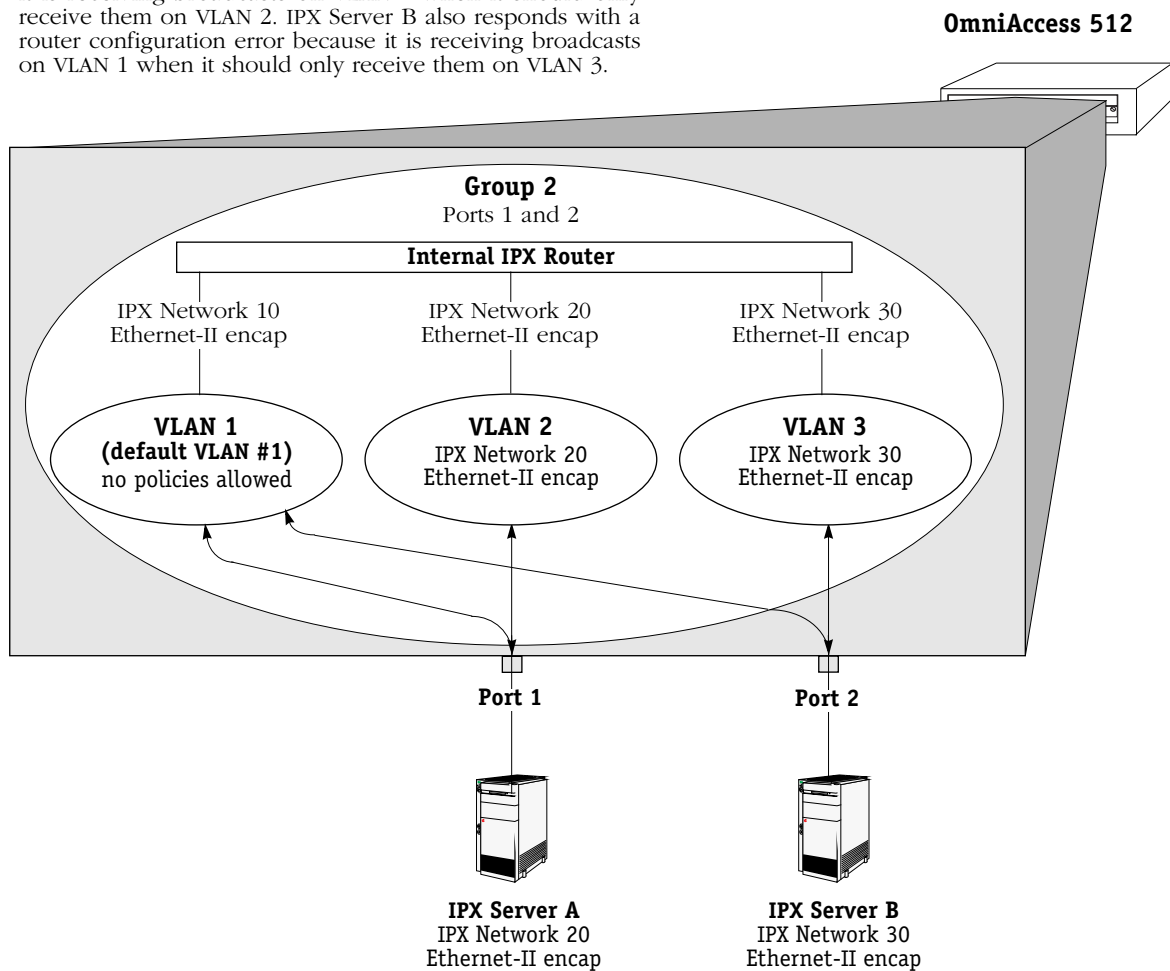 receive them on VLAN 2. IPX Server B also responds with a
router configuration error because it is receiving broadcasts
on VLAN 1 when it should only receive them on VLAN 3.
OmniAccess 512
Group 2
Ports 1 and 2
Internal IPX Router
IPX Network 10
Ethernet-II encap
IPX Network 20
Ethernet-II encap
IPX Network 30
Ethernet-II encap
VLAN 1
(default VLAN #1)
no policies allowed
VLAN 2
IPX Network 20
Ethernet-II encap
VLAN 3
IPX Network 30
Ethernet-II encap
Port 1
Port 2
IPX Server A
IPX Network 20
Ethernet-II encap
IPX Server B
IPX Network 30
Ethernet-II encap